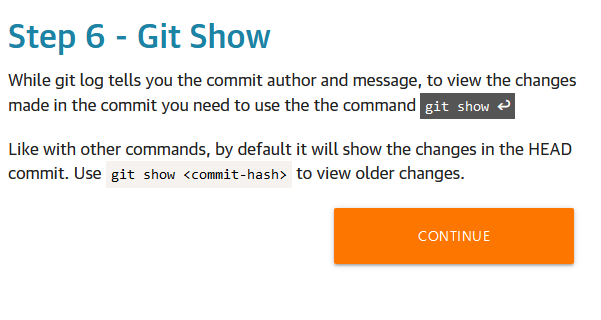 Step 6 - Git Show
While git log tells you the commit author and message, to view the changes
made in the commit you need to use the the command git show ↩
Like with other commands, by default it will show the changes in the HEAD
commit. Use git show <commit-hash> to view older changes.
CONTINUE